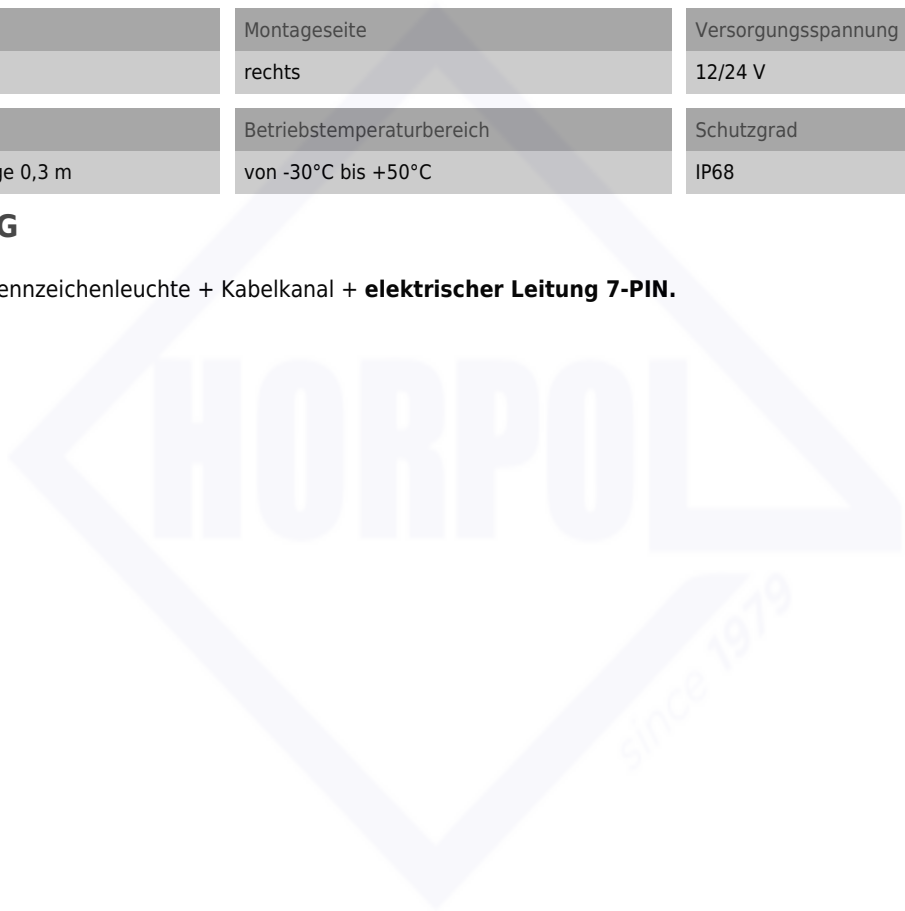 Montageseite Versorgungsspannung
rechts 12/24 V
Betriebstemperaturbereich Schutzgrad
ge 0,3 m von -30°C bis +50°C IP68
G
ennzeichenleuchte + Kabelkanal + elektrischer Leitung 7-PIN.
HORPOL
since 1979